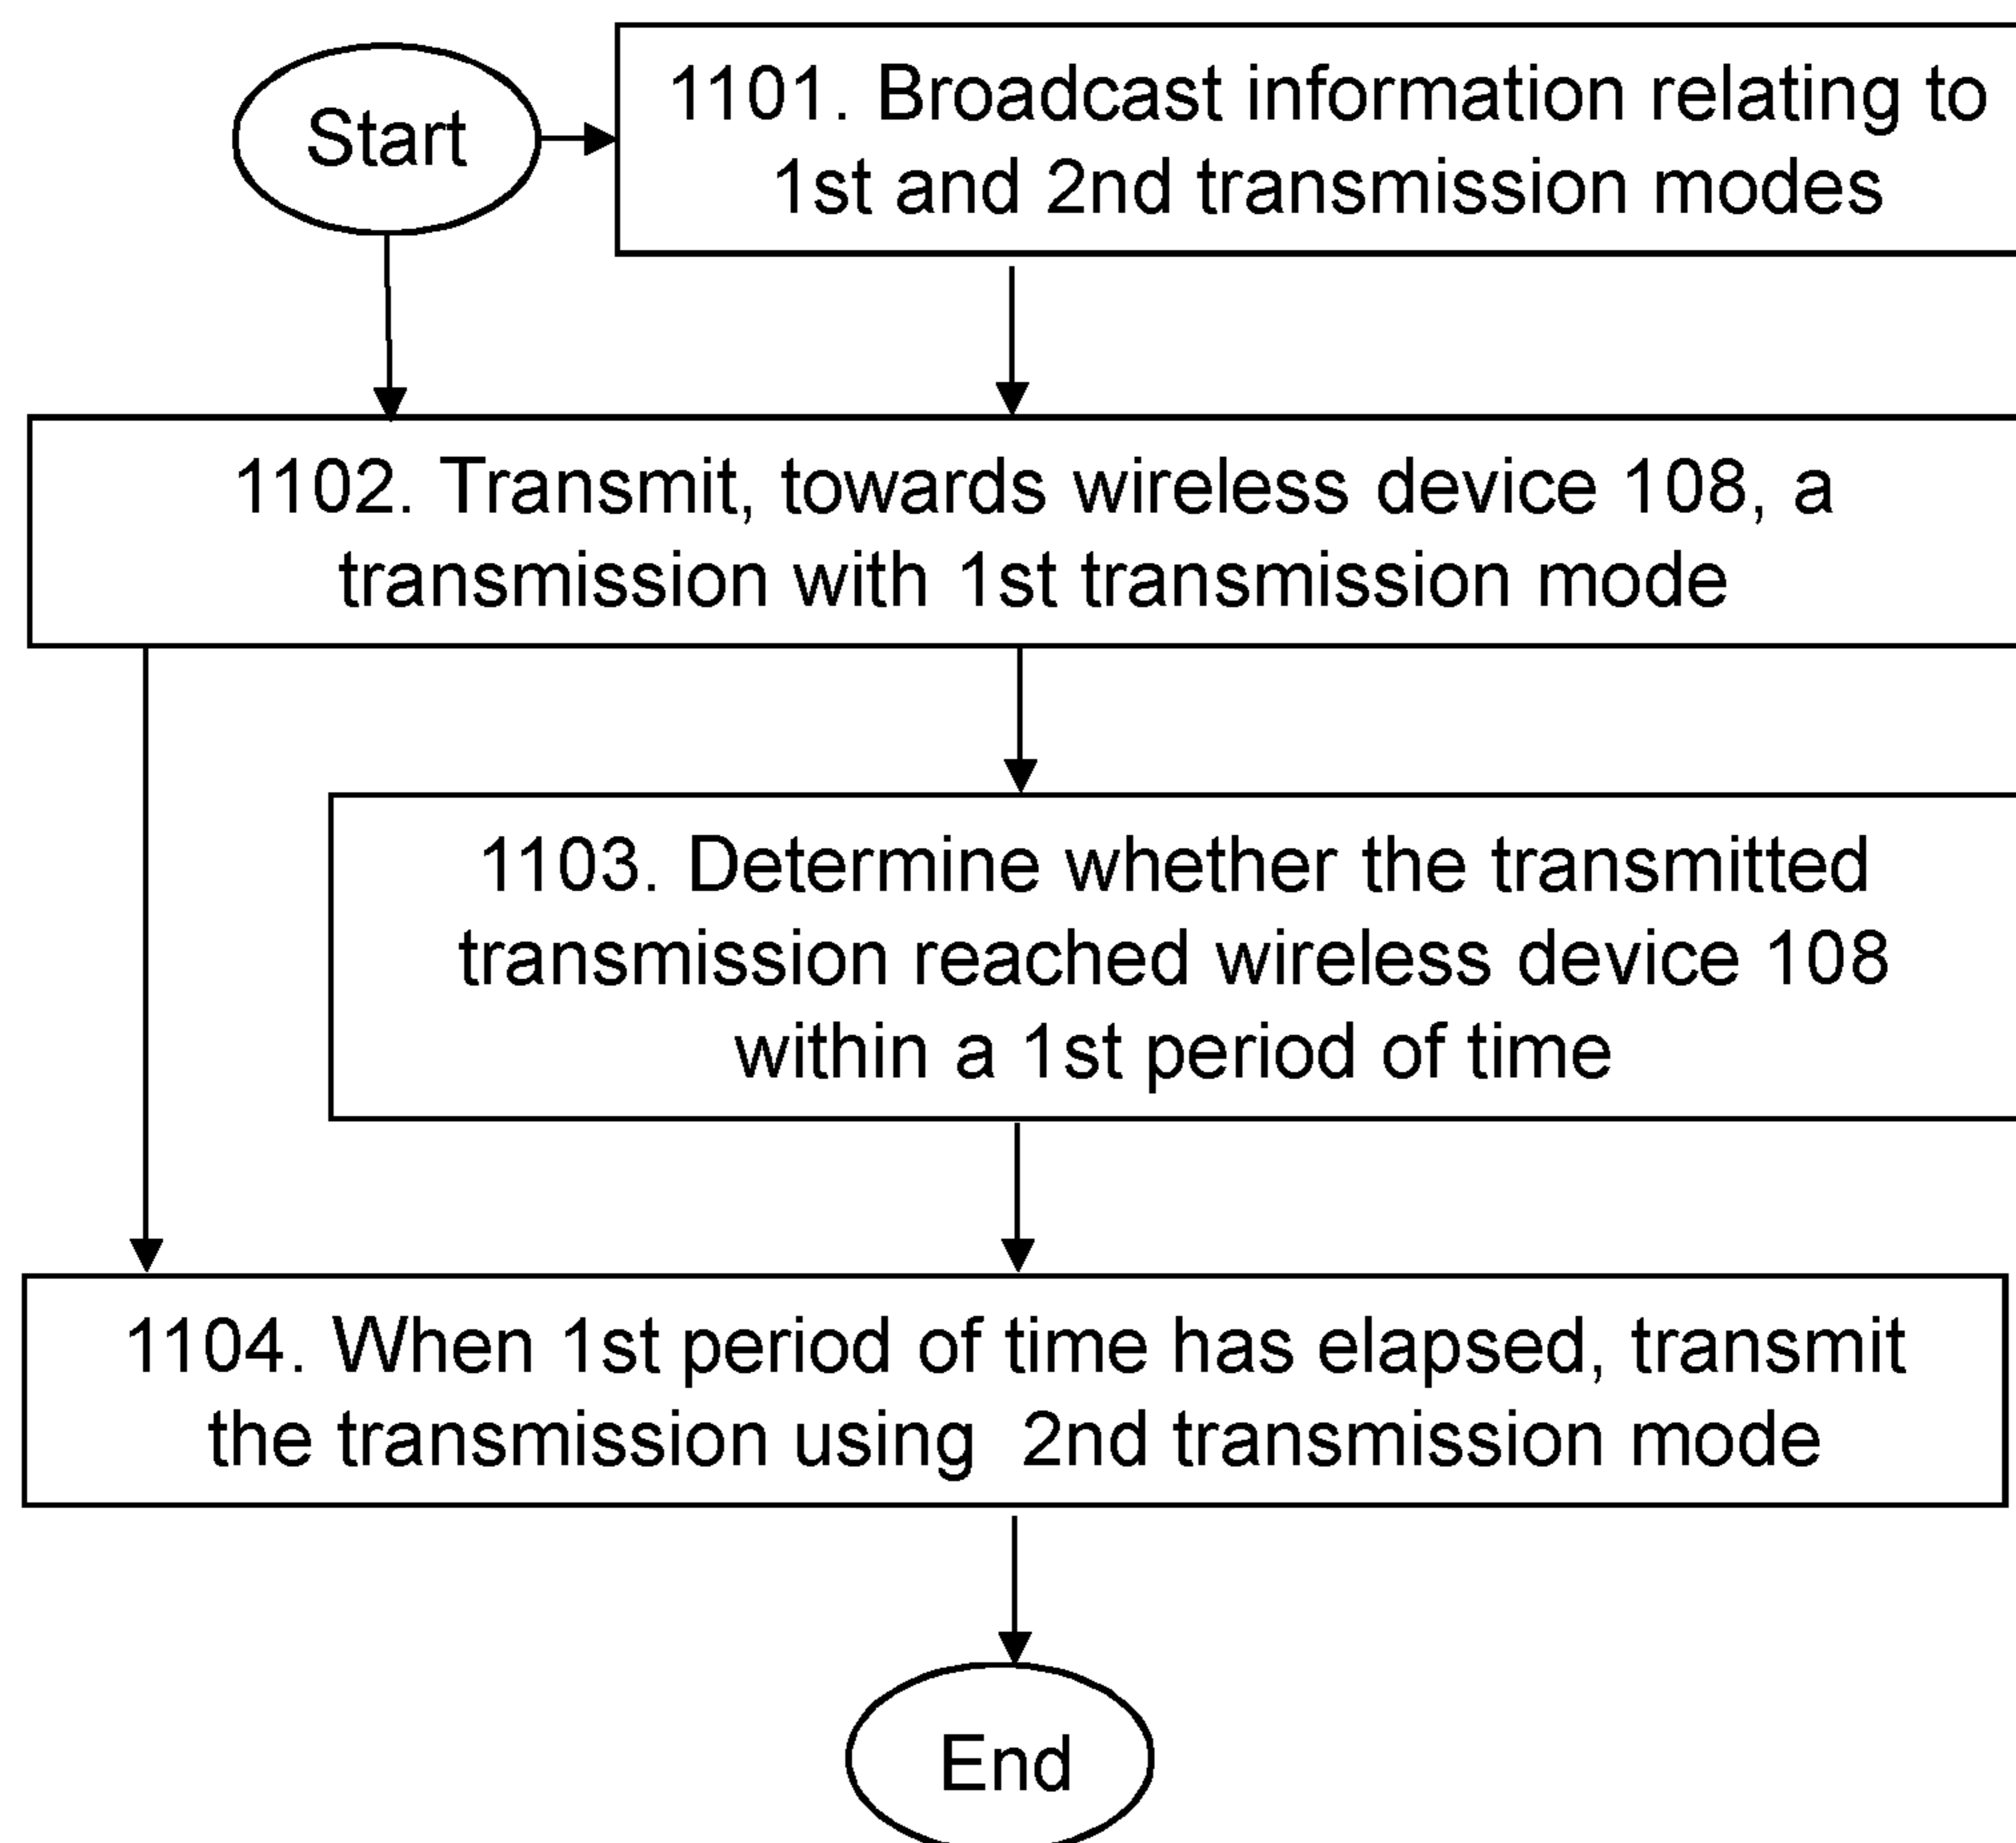 Start
1101. Broadcast information relating to
1st and 2nd transmission modes
1102. Transmit, towards wireless device 108, a
transmission with 1st transmission mode
1103. Determine whether the transmitted
transmission reached wireless device 108
within a 1st period of time
1104. When 1st period of time has elapsed, transmit
the transmission using  2nd transmission mode
End